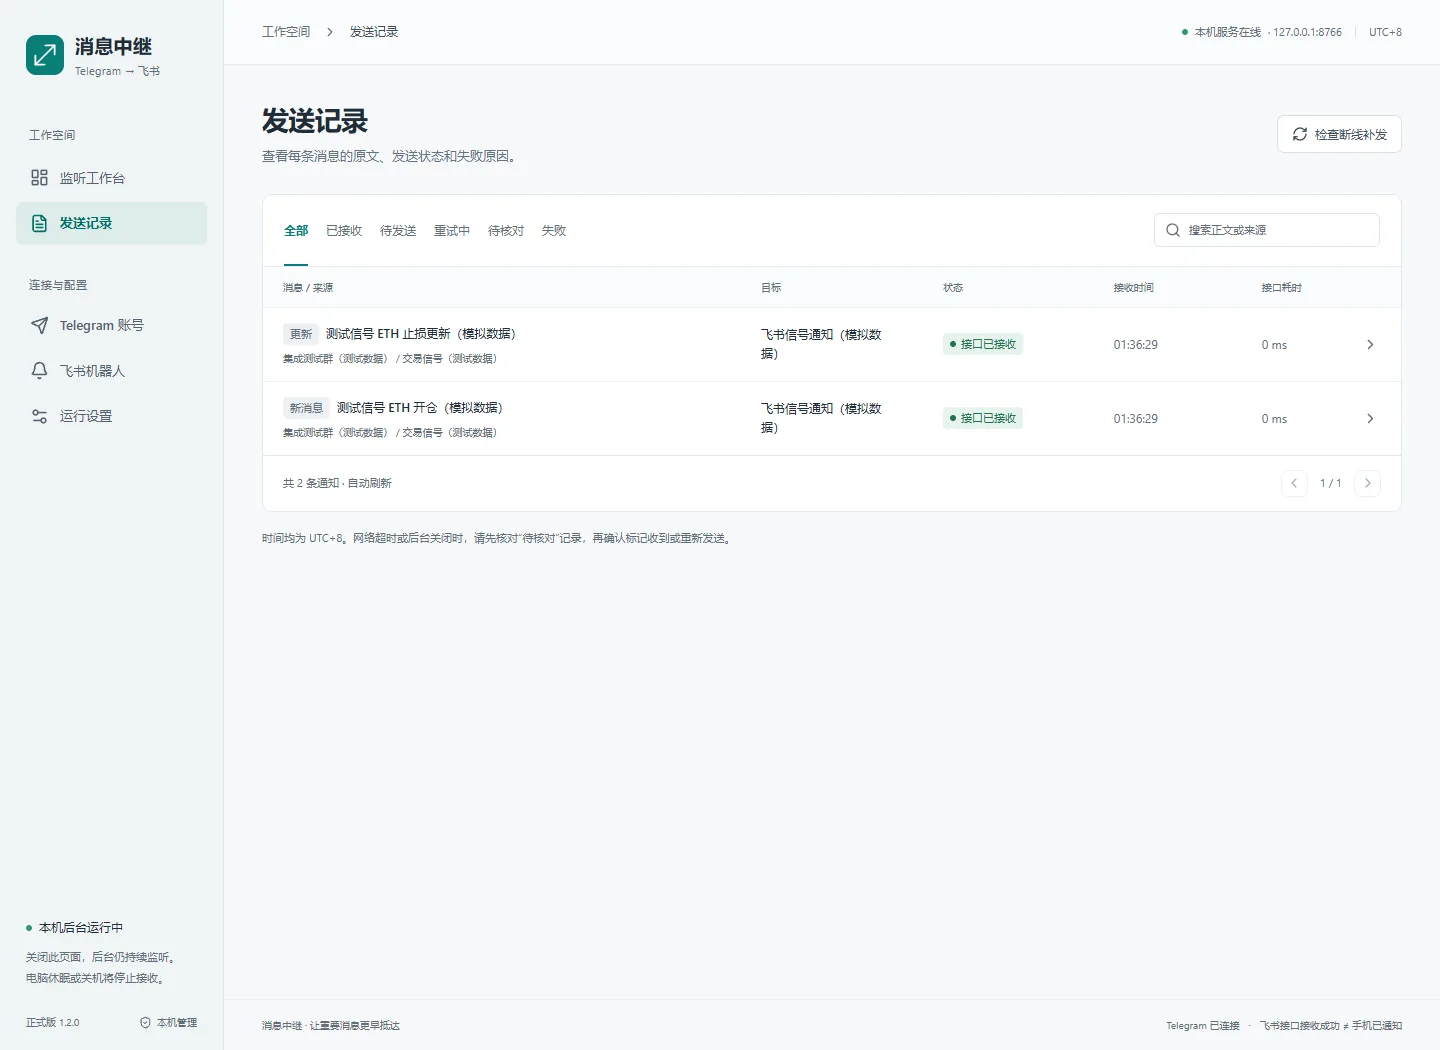 消息中继
Telegram → 飞书
工作空间
监听工作台
发送记录
连接与配置
Telegram 账号
飞书机器人
运行设置
本机后台运行中
关闭此页面，后台仍持续监听。
电脑休眠或关机将停止接收。
正式版 1.2.0
本机管理
工作空间 > 发送记录
本机服务在线 · 127.0.0.1:8766
UTC+8
发送记录
查看每条消息的原文、发送状态和失败原因。
检查断线补发
全部 已接收 待发送 重试中 待核对 失败
搜索正文或来源
消息 / 来源 目标 状态 接收时间 接口耗时
更新 测试信号 ETH 止损更新（模拟数据）
集成测试群（测试数据） / 交易信号（测试数据）
飞书信号通知（模拟数
据）
接口已接收
01:36:29
0 ms
新消息 测试信号 ETH 开仓（模拟数据）
集成测试群（测试数据） / 交易信号（测试数据）
飞书信号通知（模拟数
据）
接口已接收
01:36:29
0 ms
共 2 条通知 · 自动刷新
1 / 1
时间均为 UTC+8。网络超时或后台关闭时，请先核对“待核对”记录，再确认标记收到或重新发送。
消息中继 · 让重要消息更早抵达
Telegram 已连接 · 飞书接口接收成功 ≠ 手机已通知